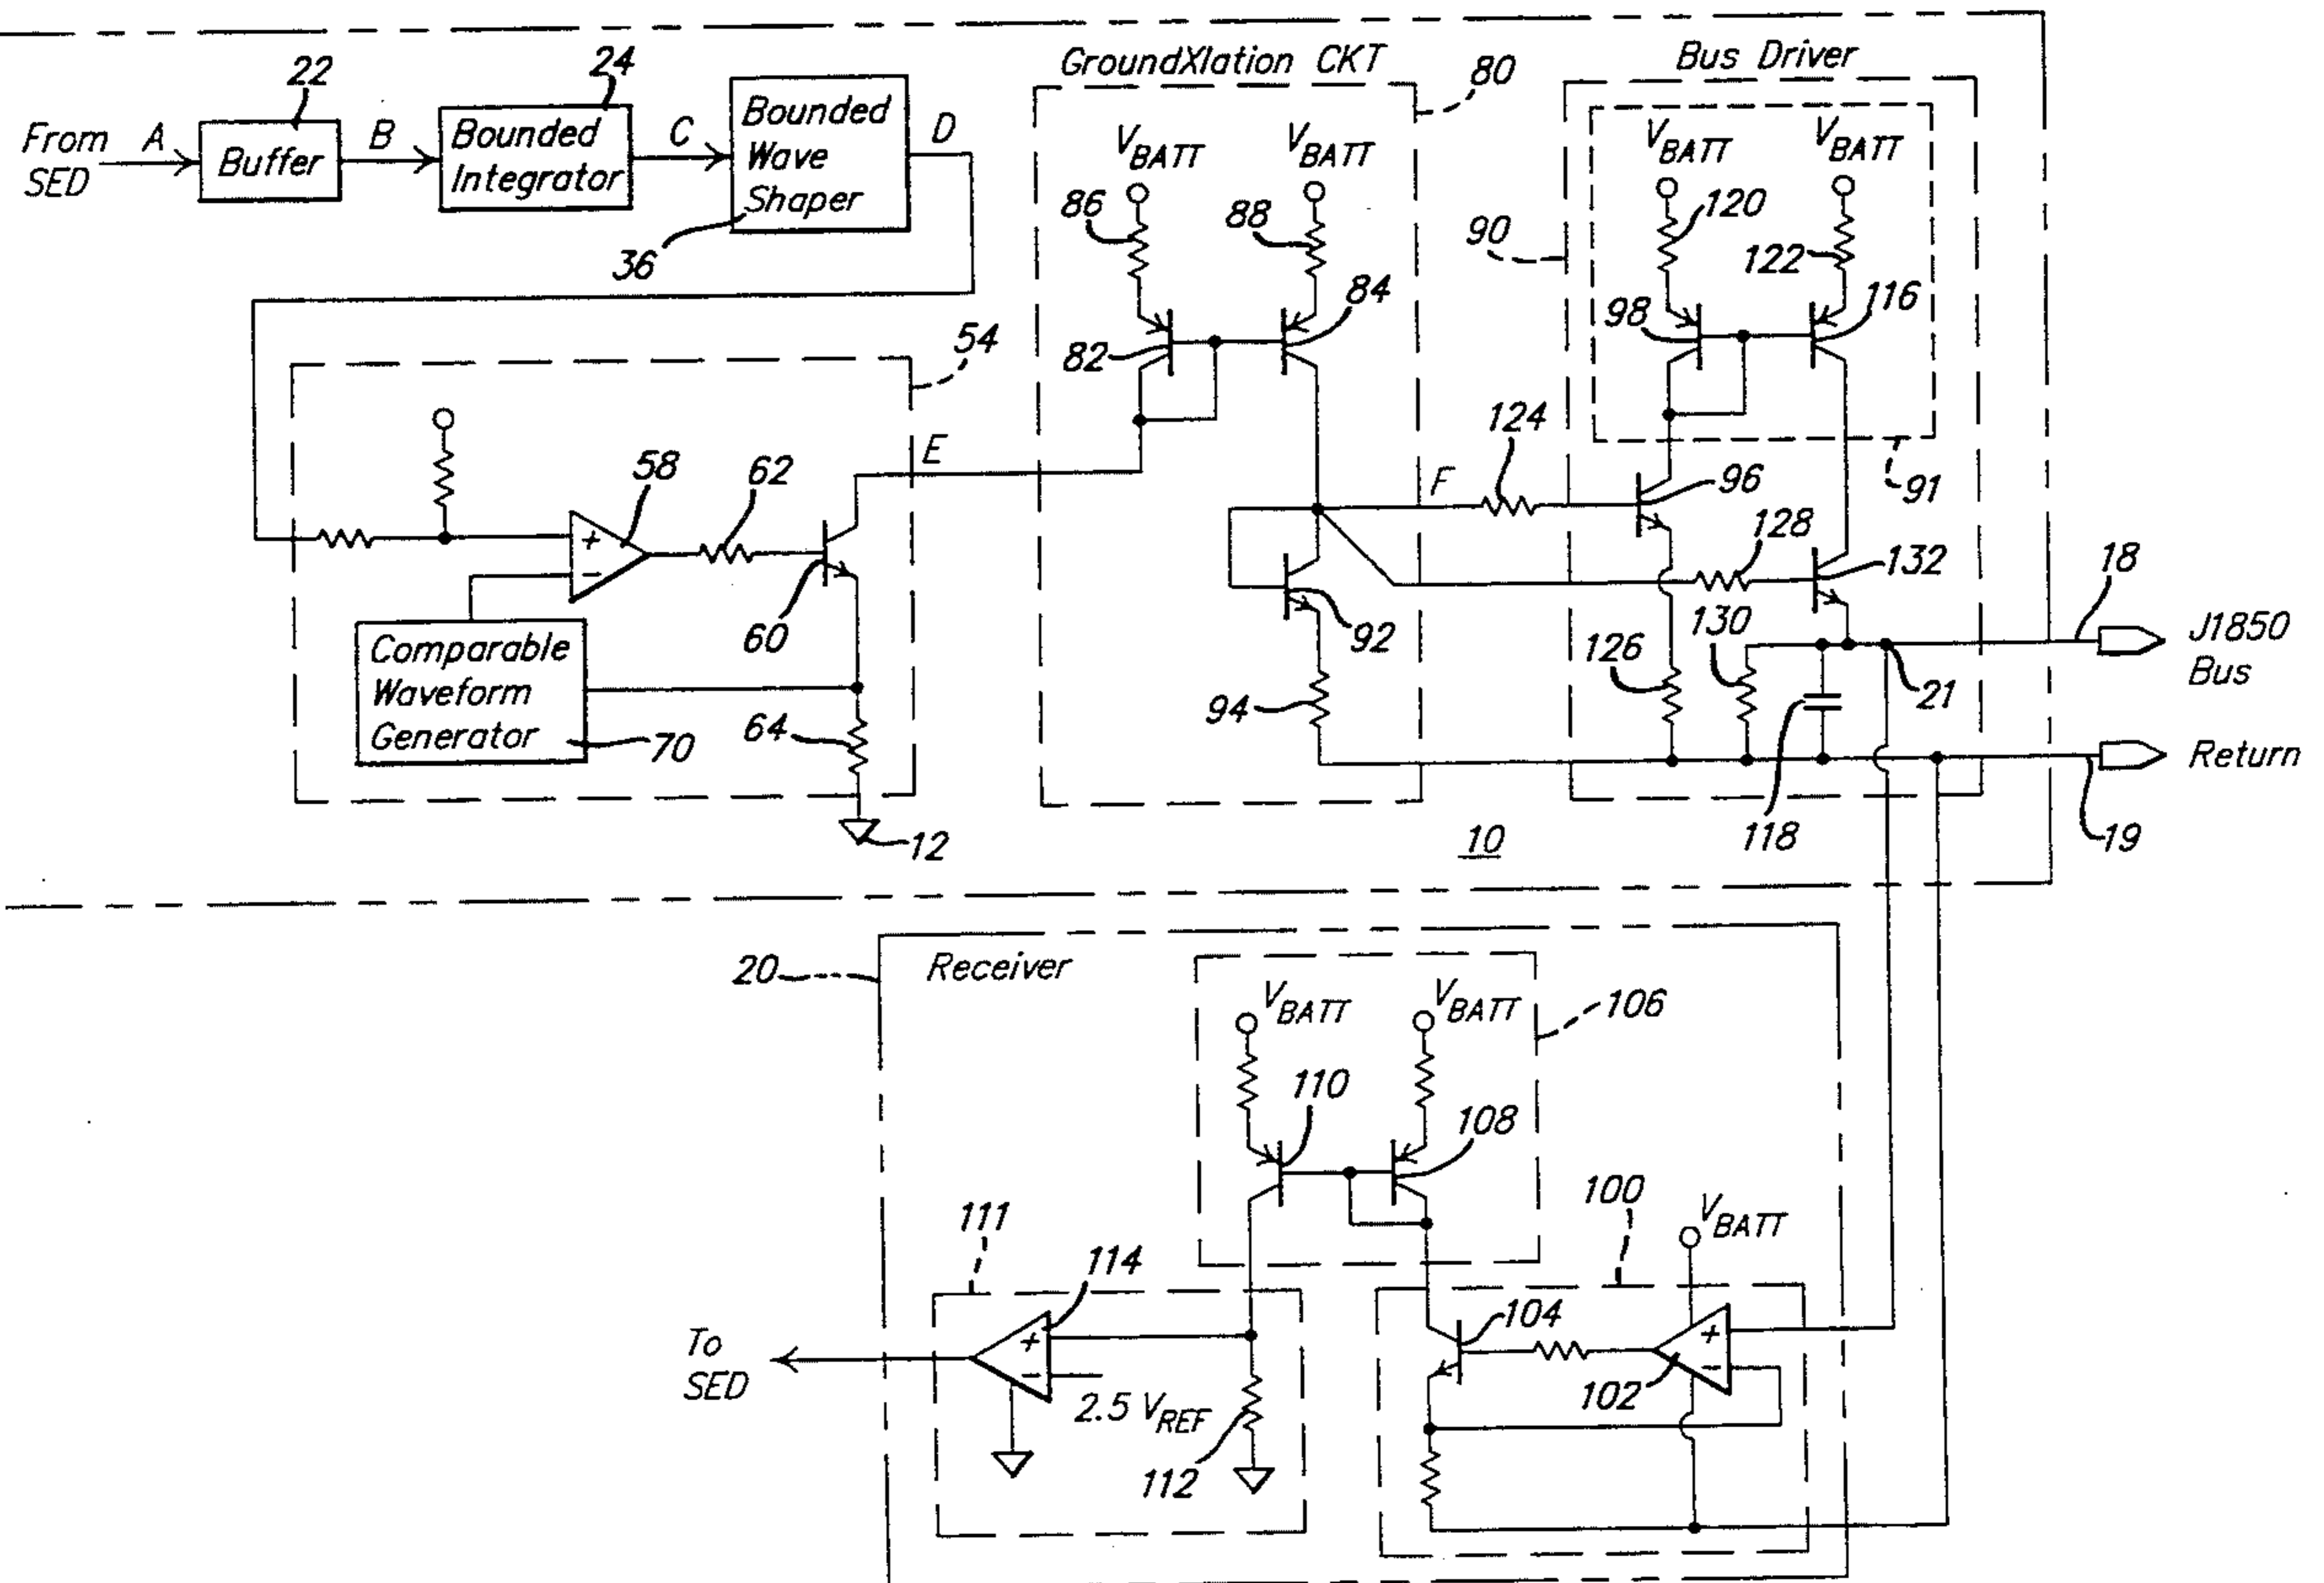 GroundXlation CKT
Bus Driver
22
24
80
From
SED
A
Buffer
B
Bounded
Integrator
C
Bounded
Wave
Shaper
D
36
VBATT
VBATT
86
88
82
84
90
VBATT
VBATT
120
122
98
116
91
54
E
58
62
60
Comparable
Waveform
Generator
70
64
12
+
−
F
124
96
128
132
92
94
126
130
118
21
18
J1850
Bus
Return
19
10
20
Receiver
VBATT
VBATT
106
110
108
100
VBATT
111
114
104
102
+
−
+
−
2.5 VREF
112
To
SED